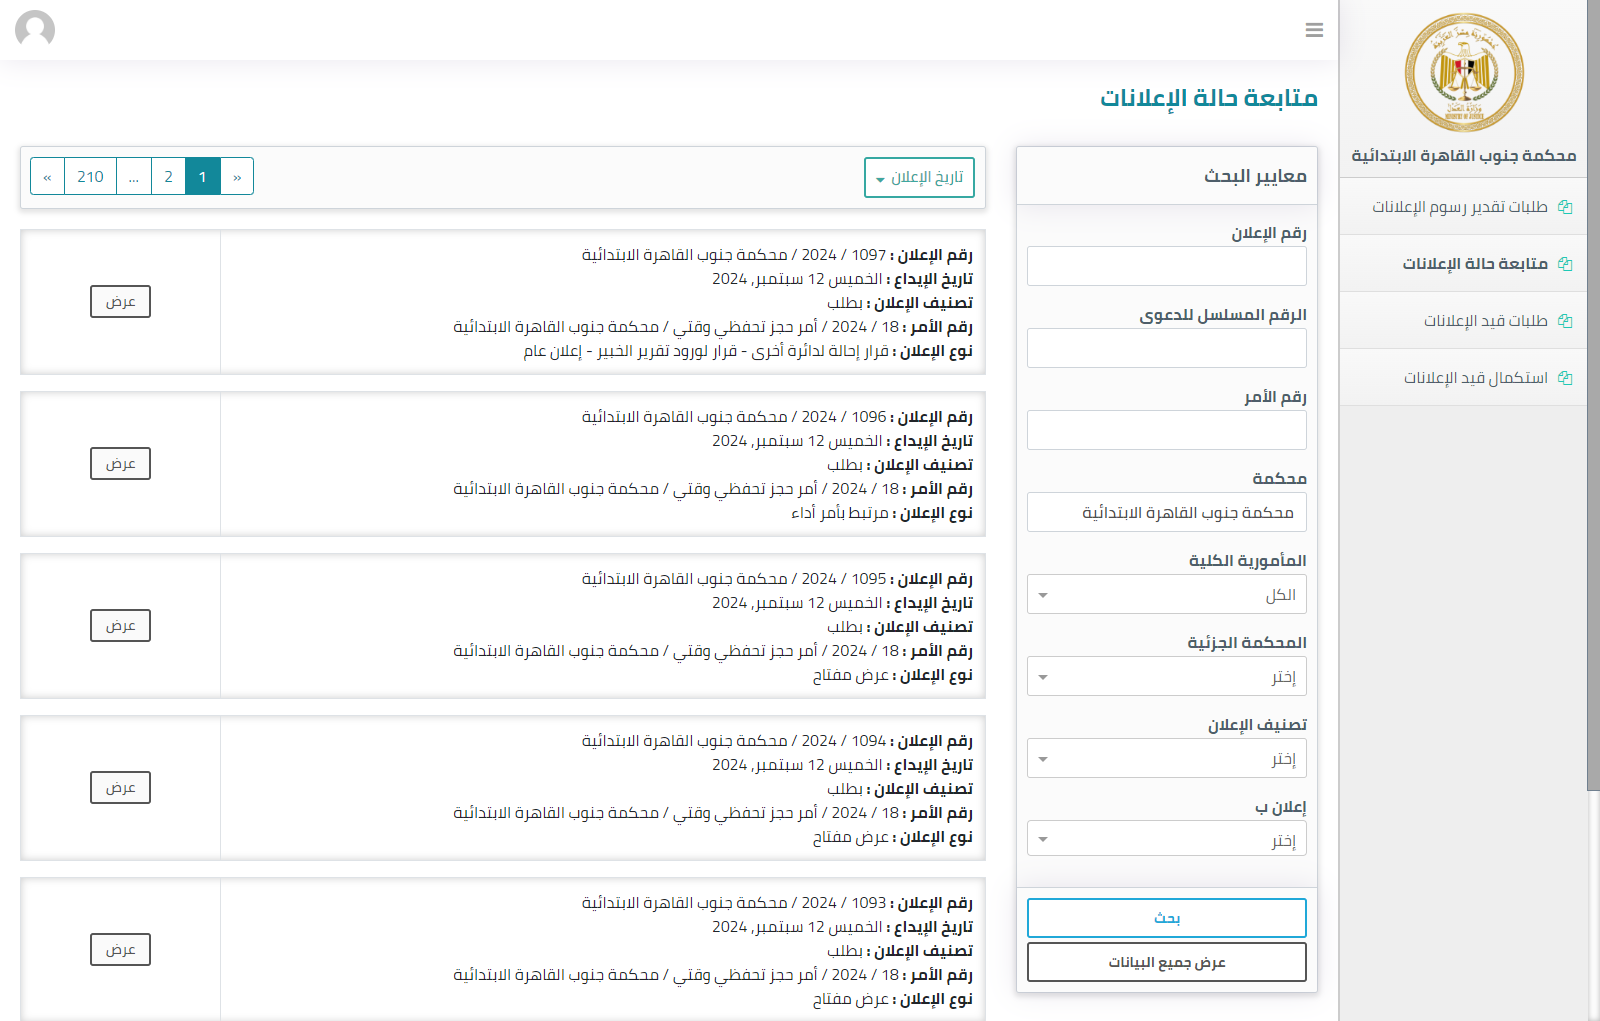 جمهورية مصر العربية
وزارة العدل
MINISTRY OF JUSTICE
محكمة جنوب القاهرة الابتدائية
طلبات تقدير رسوم الإعلانات
متابعة حالة الإعلانات
طلبات قيد الإعلانات
استكمال قيد الإعلانات
متابعة حالة الإعلانات
معايير البحث
رقم الإعلان
الرقم المسلسل للدعوى
رقم الأمر
محكمة
محكمة جنوب القاهرة الابتدائية
المأمورية الكلية
الكل
المحكمة الجزئية
إختر
تصنيف الإعلان
إختر
إعلان ب
إختر
بحث
عرض جميع البيانات
تاريخ الإعلان
« 1 2 ... 210 »
رقم الإعلان : 1097 / 2024 / محكمة جنوب القاهرة الابتدائية
تاريخ الإيداع : الخميس 12 سبتمبر, 2024
تصنيف الإعلان : بطلب
رقم الأمر : 18 / 2024 / أمر حجز تحفظي وقتي / محكمة جنوب القاهرة الابتدائية
نوع الإعلان : قرار إحالة لدائرة أخرى - قرار لورود تقرير الخبير - إعلان عام
عرض
رقم الإعلان : 1096 / 2024 / محكمة جنوب القاهرة الابتدائية
تاريخ الإيداع : الخميس 12 سبتمبر, 2024
تصنيف الإعلان : بطلب
رقم الأمر : 18 / 2024 / أمر حجز تحفظي وقتي / محكمة جنوب القاهرة الابتدائية
نوع الإعلان : مرتبط بأمر أداء
عرض
رقم الإعلان : 1095 / 2024 / محكمة جنوب القاهرة الابتدائية
تاريخ الإيداع : الخميس 12 سبتمبر, 2024
تصنيف الإعلان : بطلب
رقم الأمر : 18 / 2024 / أمر حجز تحفظي وقتي / محكمة جنوب القاهرة الابتدائية
نوع الإعلان : عرض مفتاح
عرض
رقم الإعلان : 1094 / 2024 / محكمة جنوب القاهرة الابتدائية
تاريخ الإيداع : الخميس 12 سبتمبر, 2024
تصنيف الإعلان : بطلب
رقم الأمر : 18 / 2024 / أمر حجز تحفظي وقتي / محكمة جنوب القاهرة الابتدائية
نوع الإعلان : عرض مفتاح
عرض
رقم الإعلان : 1093 / 2024 / محكمة جنوب القاهرة الابتدائية
تاريخ الإيداع : الخميس 12 سبتمبر, 2024
تصنيف الإعلان : بطلب
رقم الأمر : 18 / 2024 / أمر حجز تحفظي وقتي / محكمة جنوب القاهرة الابتدائية
نوع الإعلان : عرض مفتاح
عرض